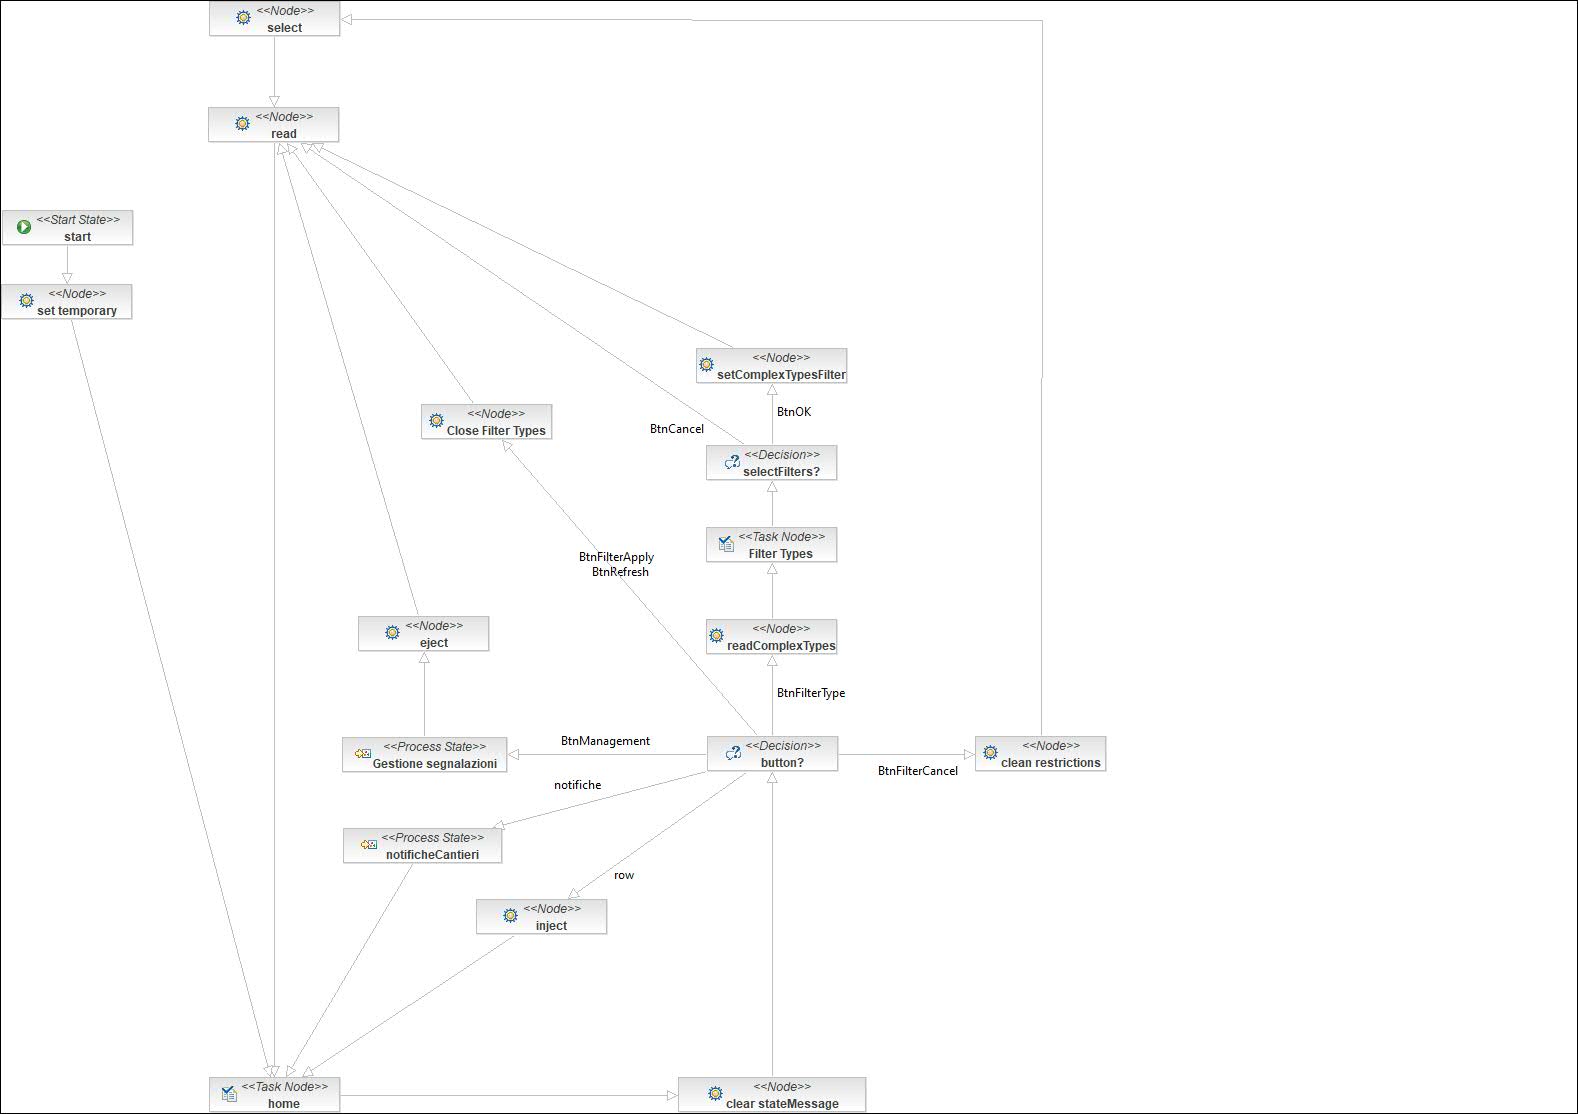 <<Node>>
select
<<Node>>
read
<<Start State>>
start
<<Node>>
set temporary
<<Node>>
setComplexTypesFilter
<<Node>>
Close Filter Types
BtnOK
BtnCancel
<<Decision>>
selectFilters?
<<Task Node>>
Filter Types
BtnFilterApply
BtnRefresh
<<Node>>
eject
<<Node>>
readComplexTypes
BtnFilterType
<<Process State>>
Gestione segnalazioni
BtnManagement
<<Decision>>
button?
<<Node>>
clean restrictions
BtnFilterCancel
notifiche
<<Process State>>
notificheCantieri
row
<<Node>>
inject
<<Task Node>>
home
<<Node>>
clear stateMessage